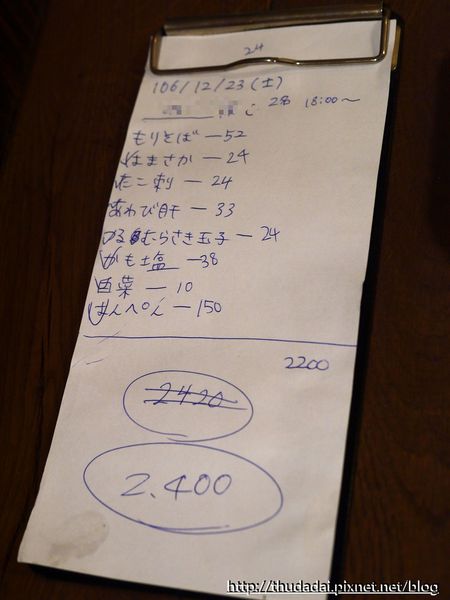 24
106/12/23(土)
2名 18:00〜
もりそば — 52
はまさか — 24
たこ刺 — 24
あわび肝 — 33
むらさき玉子 — 24
かも塩 — 38
白菜 — 10
はんぺん — 150
2200
2420
2.400
http://thudadai.pixnet.net/blog